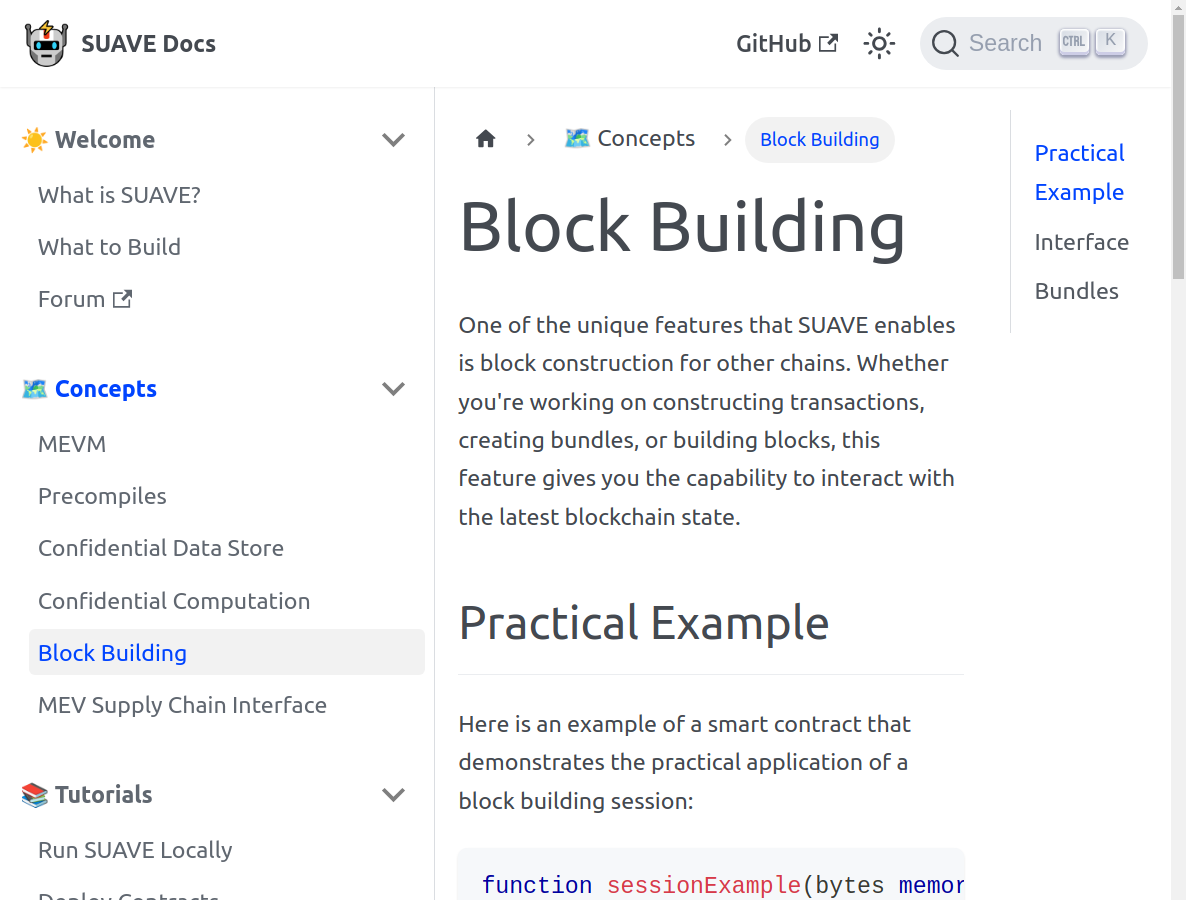 SUAVE Docs
GitHub
Search
CTRL
K
Welcome
What is SUAVE?
What to Build
Forum
Concepts
MEVM
Precompiles
Confidential Data Store
Confidential Computation
Block Building
MEV Supply Chain Interface
Tutorials
Run SUAVE Locally
Deploy Contracts
Concepts
Block Building
Block Building
One of the unique features that SUAVE enables
is block construction for other chains. Whether
you're working on constructing transactions,
creating bundles, or building blocks, this
feature gives you the capability to interact with
the latest blockchain state.
Practical Example
Here is an example of a smart contract that
demonstrates the practical application of a
block building session:
function sessionExample(bytes memor
Practical
Example
Interface
Bundles